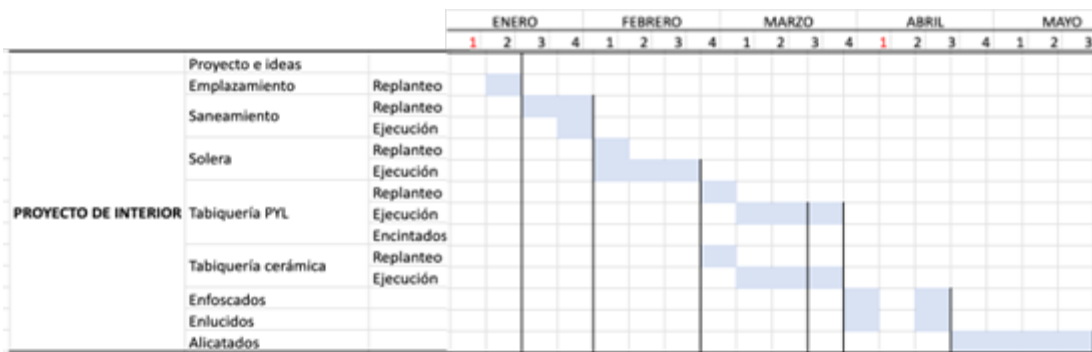 ENERO FEBRERO MARZO ABRIL MAYO
1 2 3 4 1 2 3 4 1 2 3 4 1 2 3 4 1 2 3
Proyecto e ideas
Emplazamiento Replanteo
Saneamiento Replanteo
Ejecución
Solera Replanteo
Ejecución
Replanteo
PROYECTO DE INTERIOR Tabiquería PYL Ejecución
Encintados
Tabiquería cerámica Replanteo
Ejecución
Enfoscados
Enlucidos
Alicatados